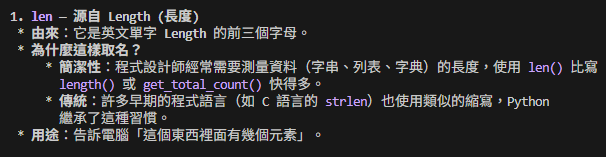 1. len — 源自 Length (長度)
* 由來：它是英文單字 Length 的前三個字母。
* 為什麼這樣取名？
* 簡潔性：程式設計師經常需要測量資料（字串、列表、字典）的長度，使用 len() 比寫
length() 或 get_total_count() 快得多。
* 傳統：許多早期的程式語言（如 C 語言的 strlen）也使用類似的縮寫，Python
繼承了這種習慣。
* 用途：告訴電腦「這個東西裡面有幾個元素」。